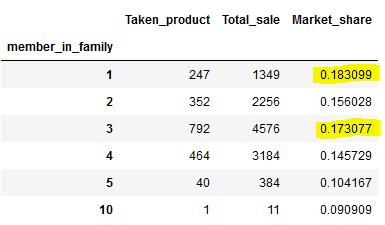 Taken_product Total_sale Market_share
member_in_family
1 247 1349 0.183099
2 352 2256 0.156028
3 792 4576 0.173077
4 464 3184 0.145729
5 40 384 0.104167
10 1 11 0.090909